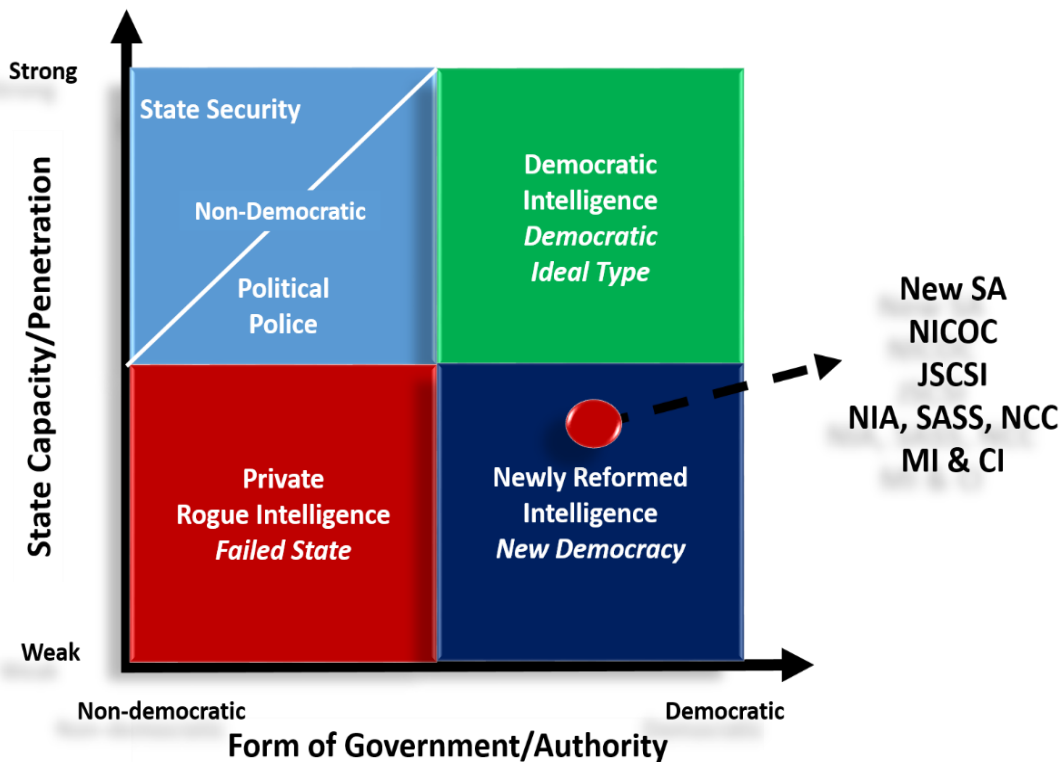 Strong
State Security
Non-Democratic
Political
Police
Democratic
Intelligence
Democratic
Ideal Type
New SA
NICOC
JSCSI
NIA, SASS, NCC
MI & CI
Private
Rogue Intelligence
Failed State
Newly Reformed
Intelligence
New Democracy
State Capacity/Penetration
Weak
Non-democratic
Democratic
Form of Government/Authority